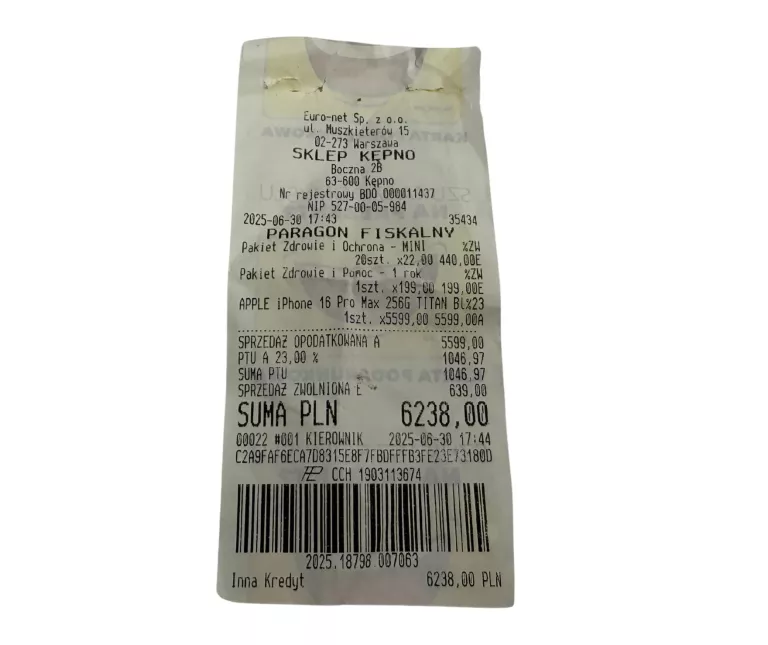 Euro-net Sp. z o.o.
ul. Muszkieterów 15
02-273 Warszawa
SKLEP KĘPNO
Boczna 2B
63-600 Kępno
Nr rejestrowy BDO 000011437
NIP 527-00-05-984
2025-06-30 17:43 35434
PARAGON FISKALNY
Pakiet Zdrowie i Ochrona - MINI %ZW
20szt. x22,00 440,00E
Pakiet Zdrowie i Pomoc - 1 rok %ZW
1szt. x199,00 199,00E
APPLE iPhone 16 Pro Max 256G TITAN BL%23
1szt. x5599,00 5599,00A
SPRZEDAŻ OPODATKOWANA A 5599,00
PTU A 23,00 % 1046,97
SUMA PTU 1046,97
SPRZEDAŻ ZWOLNIONA E 639,00
SUMA PLN 6238,00
00022 #001 KIEROWNIK 2025-06-30 17:44
C2A9FAF6ECA7D8315E8F7FBDFFFB3FE23E73180D
CCH 1903113674
2025.18798.007063
Inna Kredyt 6238,00 PLN